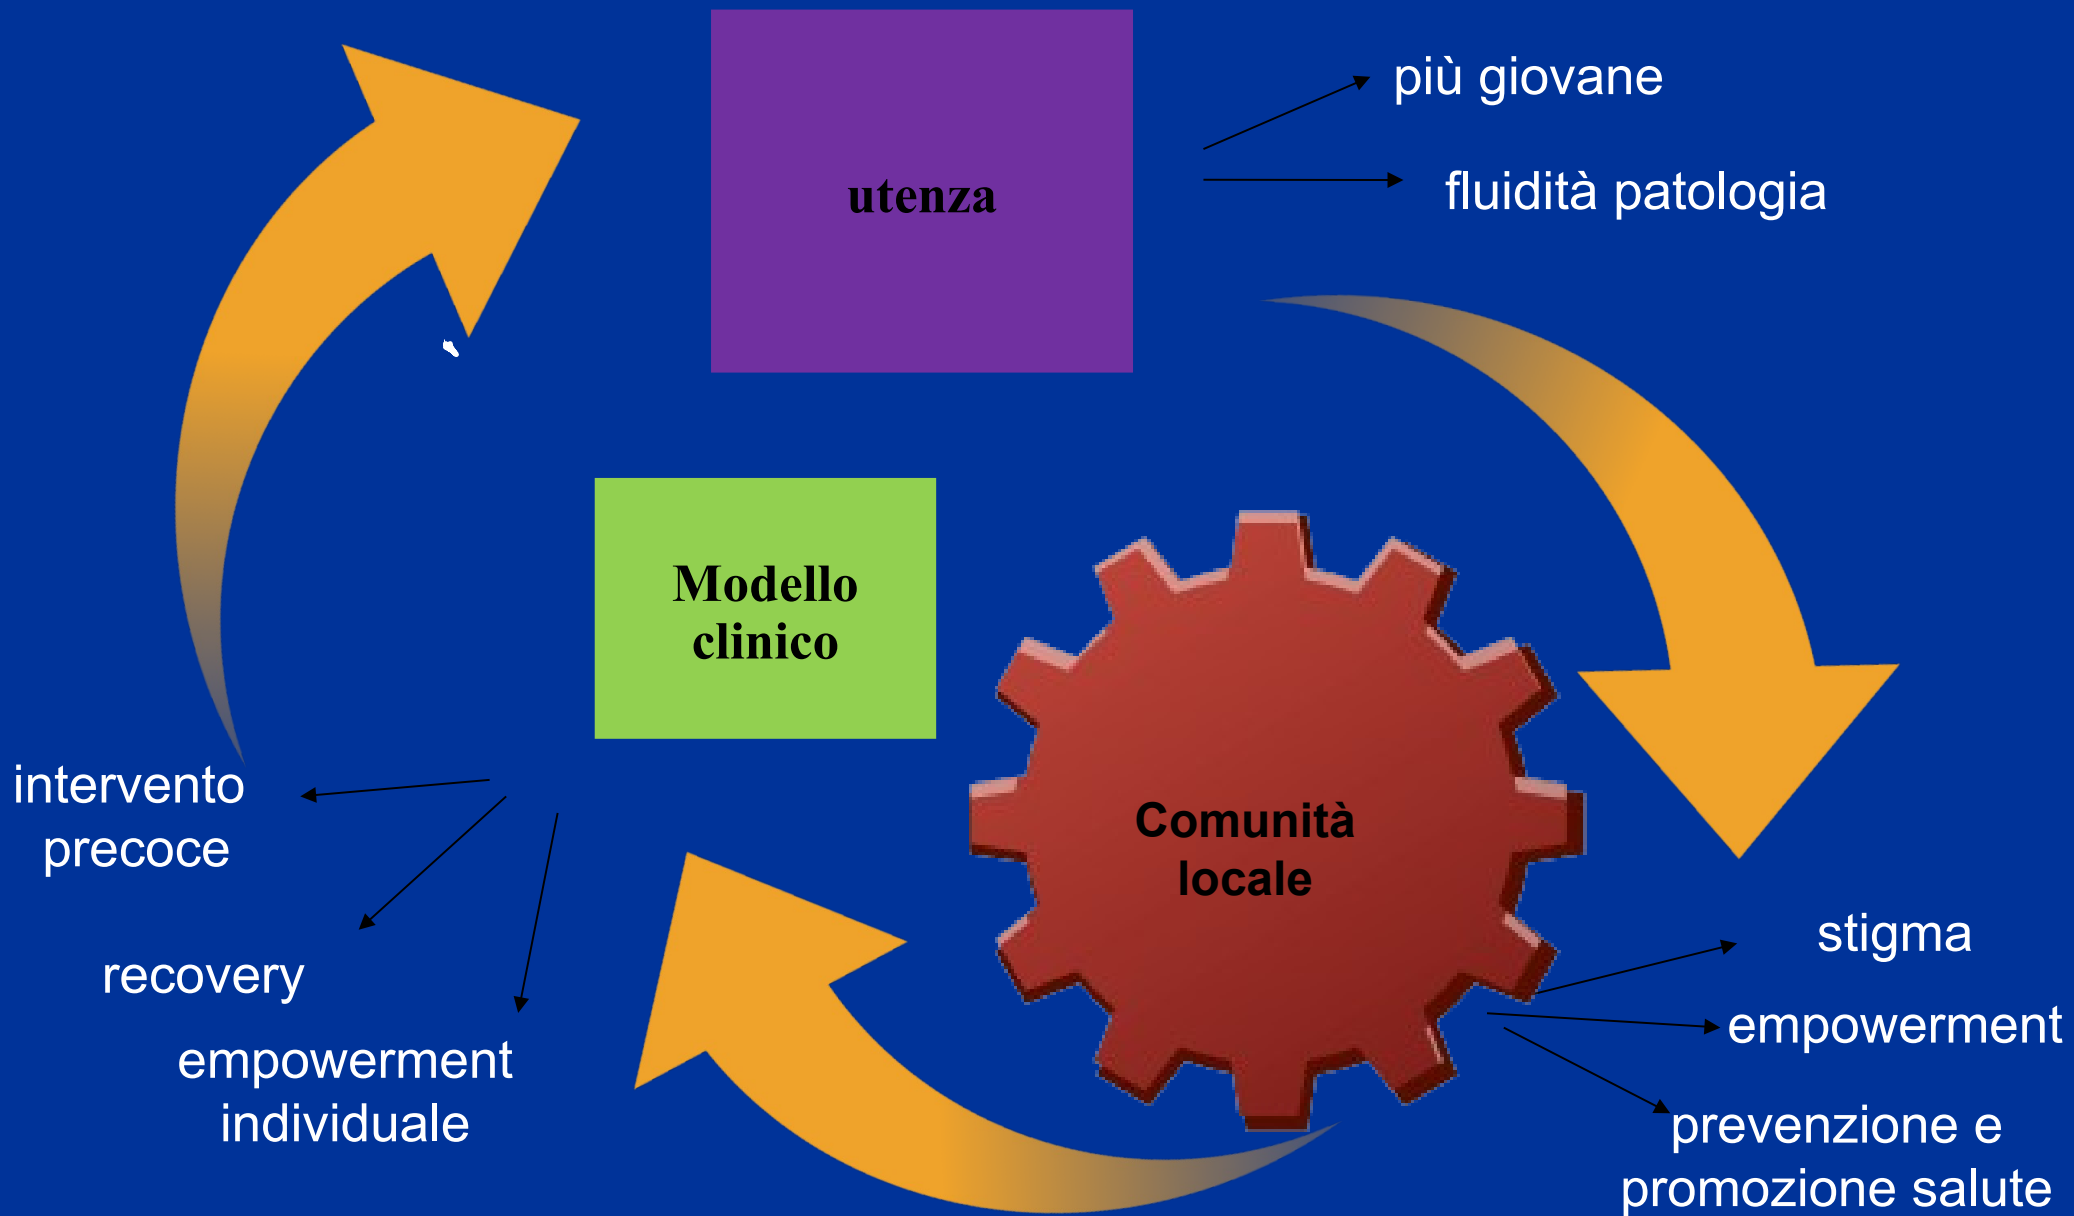 utenza
più giovane
fluidità patologia
Modello
clinico
Comunità
locale
intervento
precoce
recovery
empowerment
individuale
stigma
empowerment
prevenzione e
promozione salute